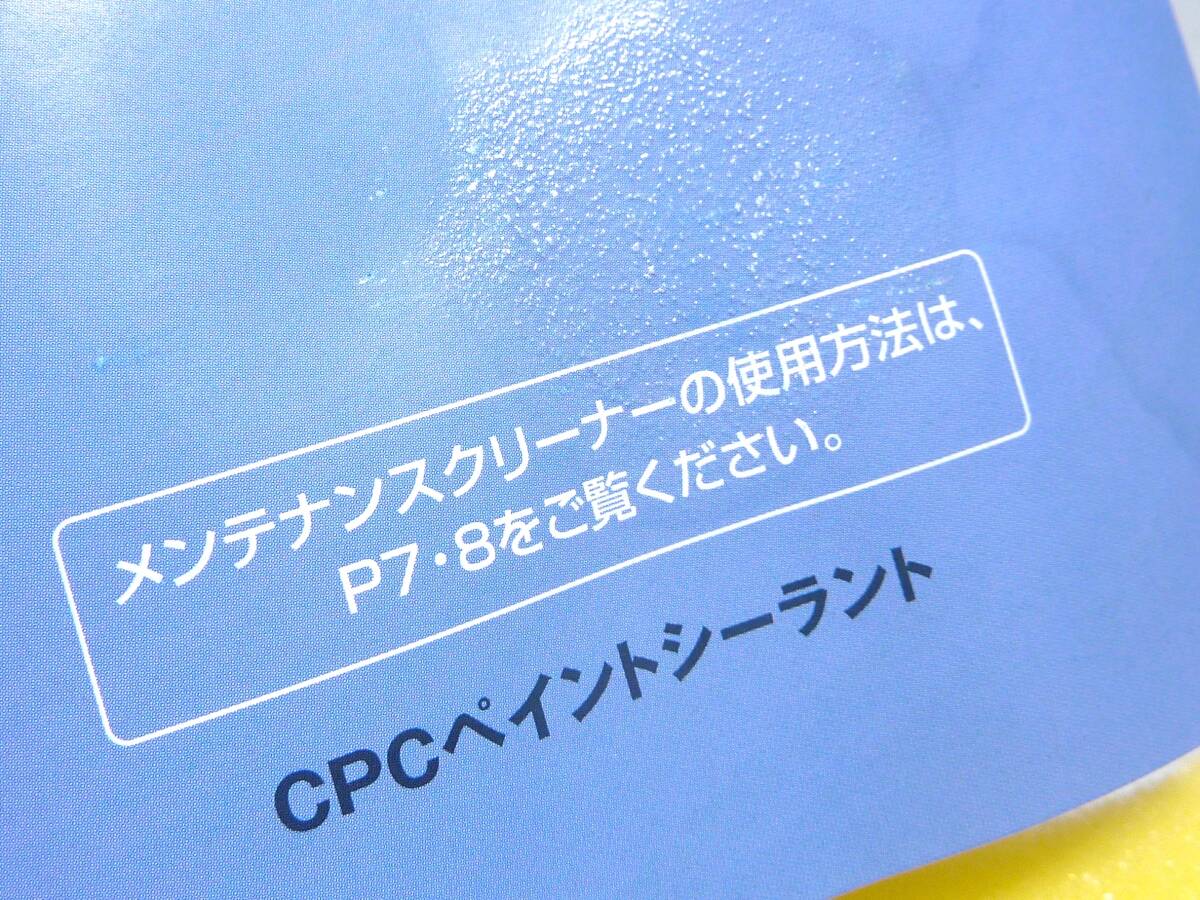 メンテナンスクリーナーの使用方法は、
P7・8をご覧ください。
CPCペイントシーラント